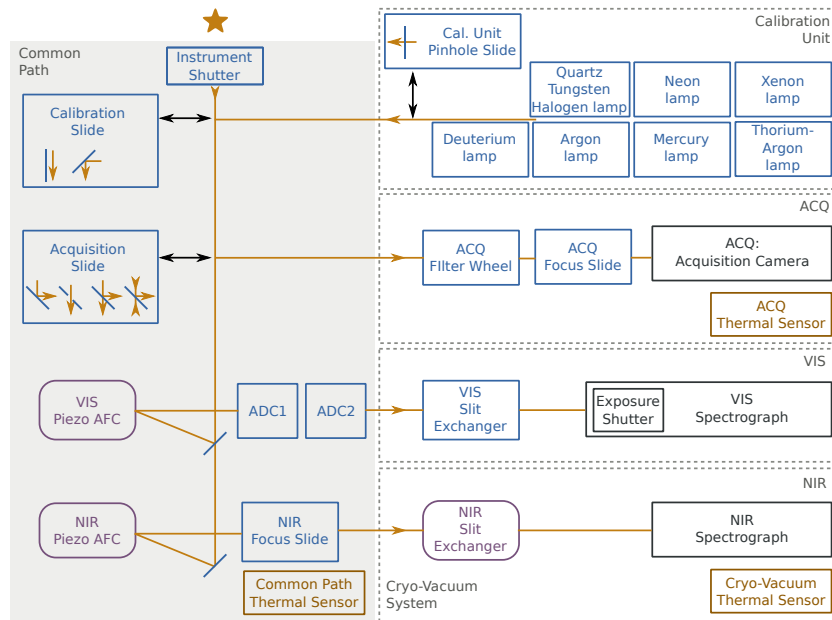 Common
Path
Instrument
Shutter
Cal. Unit
Pinhole Slide
Calibration
Unit
Quartz
Tungsten
Halogen lamp
Neon
lamp
Xenon
lamp
Calibration
Slide
Deuterium
lamp
Argon
lamp
Mercury
lamp
Thorium-
Argon
lamp
ACQ
Acquisition
Slide
ACQ
FIlter Wheel
ACQ
Focus Slide
ACQ:
Acquisition Camera
ACQ
Thermal Sensor
VIS
VIS
Piezo AFC
ADC1
ADC2
VIS
Slit
Exchanger
Exposure
Shutter
VIS
Spectrograph
NIR
NIR
Piezo AFC
NIR
Focus Slide
NIR
Slit
Exchanger
NIR
Spectrograph
Common Path
Thermal Sensor
Cryo-Vacuum
System
Cryo-Vacuum
Thermal Sensor